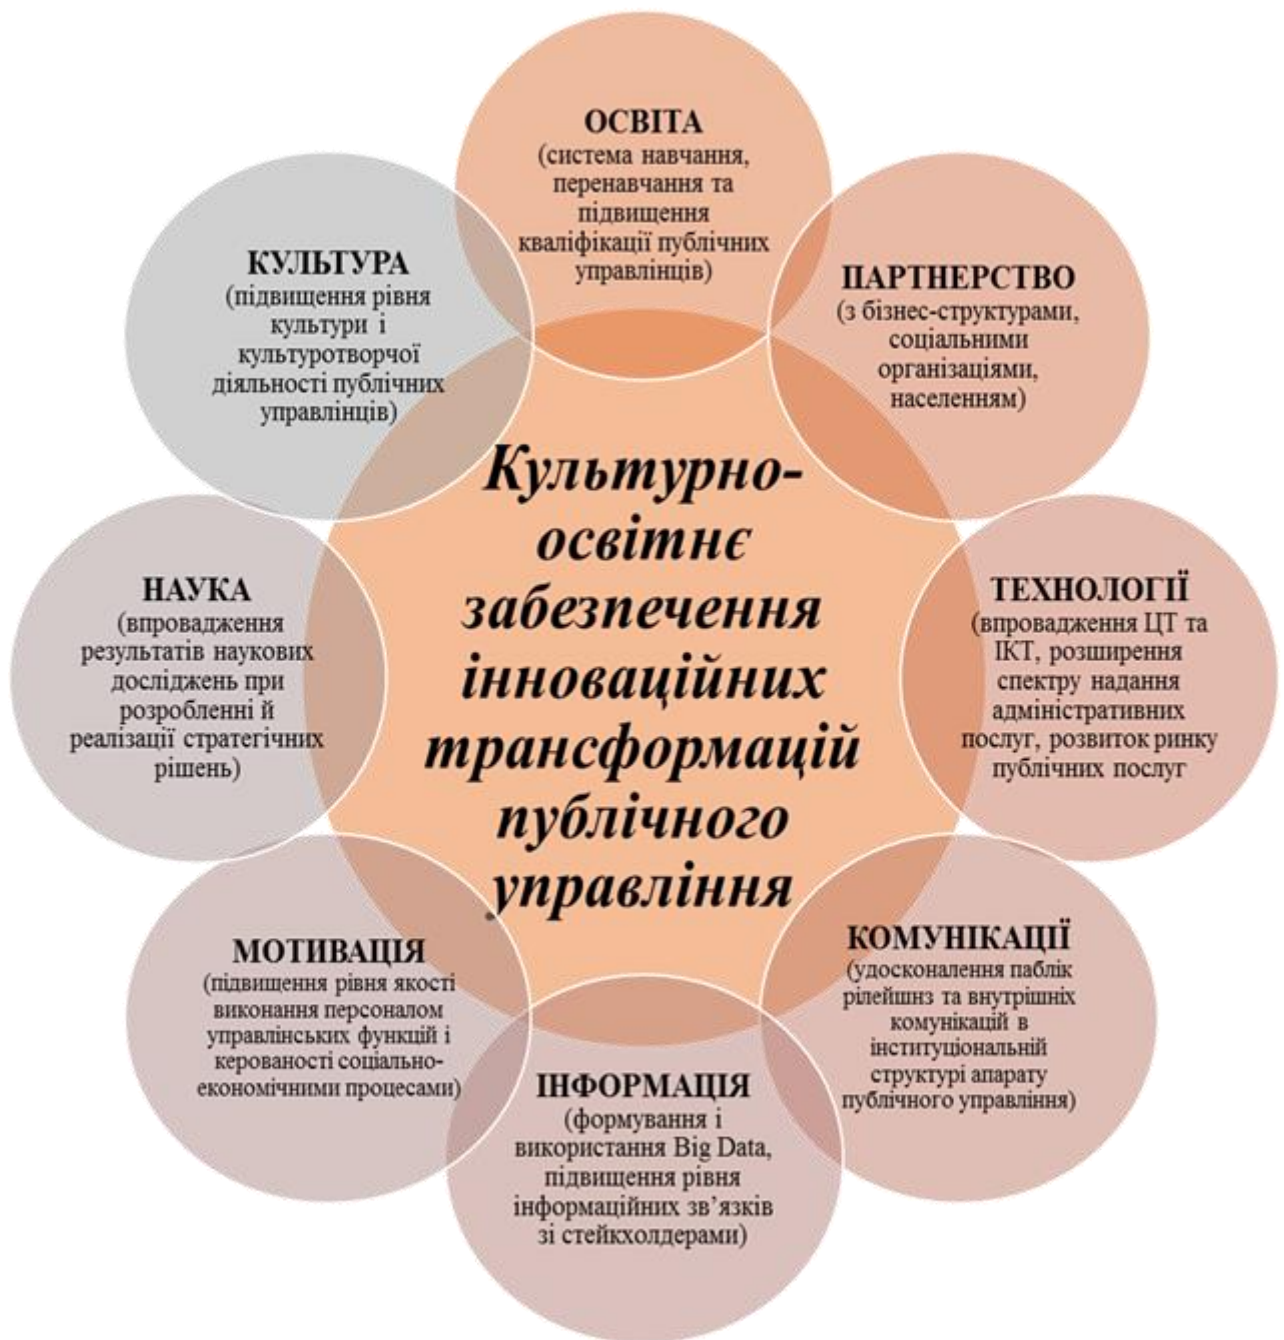 ОСВІТА
(система навчання,
перенавчання та
підвищення
кваліфікації публічних
управлінців)
ПАРТНЕРСТВО
(з бізнес-структурами,
соціальними
організаціями,
населенням)
ТЕХНОЛОГІЇ
(впровадження ЦТ та
ІКТ, розширення
спектру надання
адміністративних
послуг, розвиток ринку
публічних послуг
КОМУНІКАЦІЇ
(удосконалення паблік
рілейшнз та внутрішніх
комунікацій в
інституціональній
структурі апарату
публічного управління)
ІНФОРМАЦІЯ
(формування і
використання Big Data,
підвищення рівня
інформаційних зв’язків
зі стейкхолдерами)
МОТИВАЦІЯ
(підвищення рівня якості
виконання персоналом
управлінських функцій і
керованості соціально-
економічними процесами)
НАУКА
(впровадження
результатів наукових
досліджень при
розробленні й
реалізації стратегічних
рішень)
КУЛЬТУРА
(підвищення рівня
культури і
культуротворчої
діяльності публічних
управлінців)
Культурно-
освітнє
забезпечення
інноваційних
трансформацій
публічного
управління